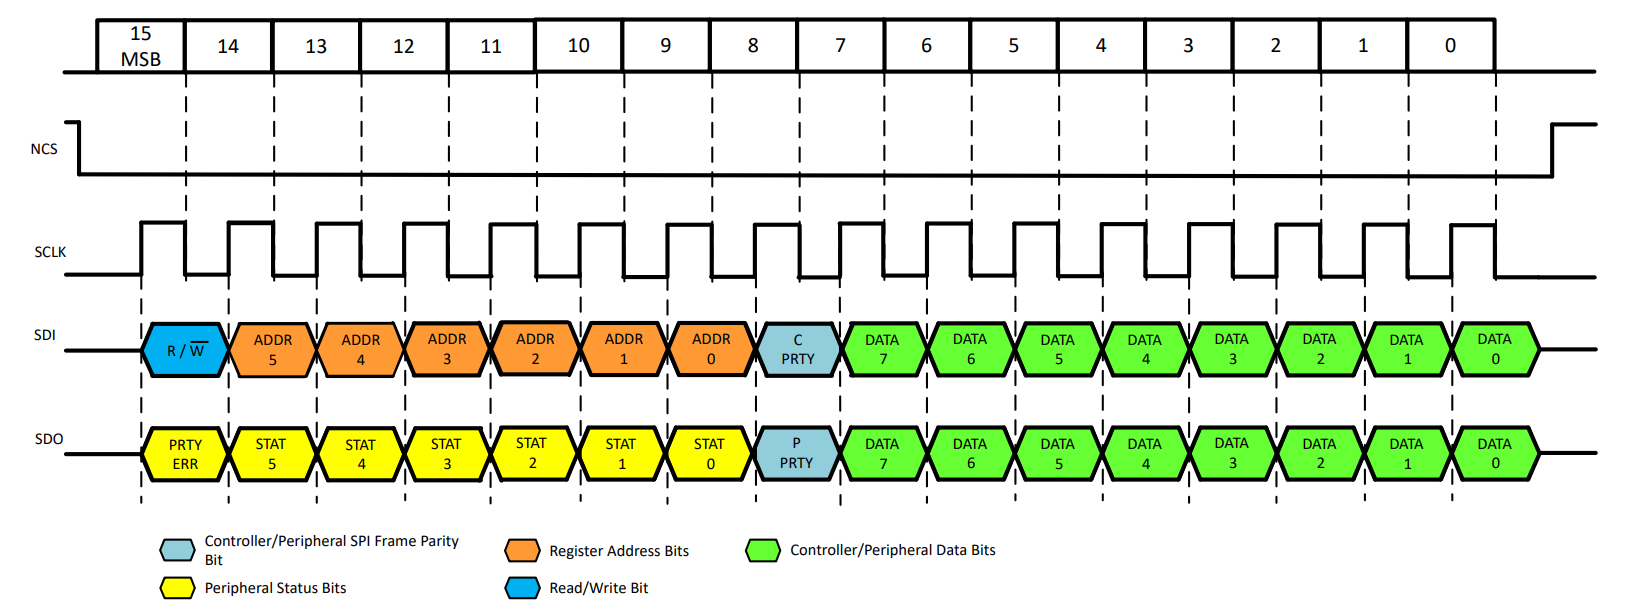 15 MSB 14 13 12 11 10 9 8 7 6 5 4 3 2 1 0
NCS
SCLK
SDI
R / W̅ ADDR 5 ADDR 4 ADDR 3 ADDR 2 ADDR 1 ADDR 0 C PRTY DATA 7 DATA 6 DATA 5 DATA 4 DATA 3 DATA 2 DATA 1 DATA 0
SDO
PRTY ERR STAT 5 STAT 4 STAT 3 STAT 2 STAT 1 STAT 0 P PRTY DATA 7 DATA 6 DATA 5 DATA 4 DATA 3 DATA 2 DATA 1 DATA 0
Controller/Peripheral SPI Frame Parity
Bit
Register Address Bits
Controller/Peripheral Data Bits
Peripheral Status Bits
Read/Write Bit